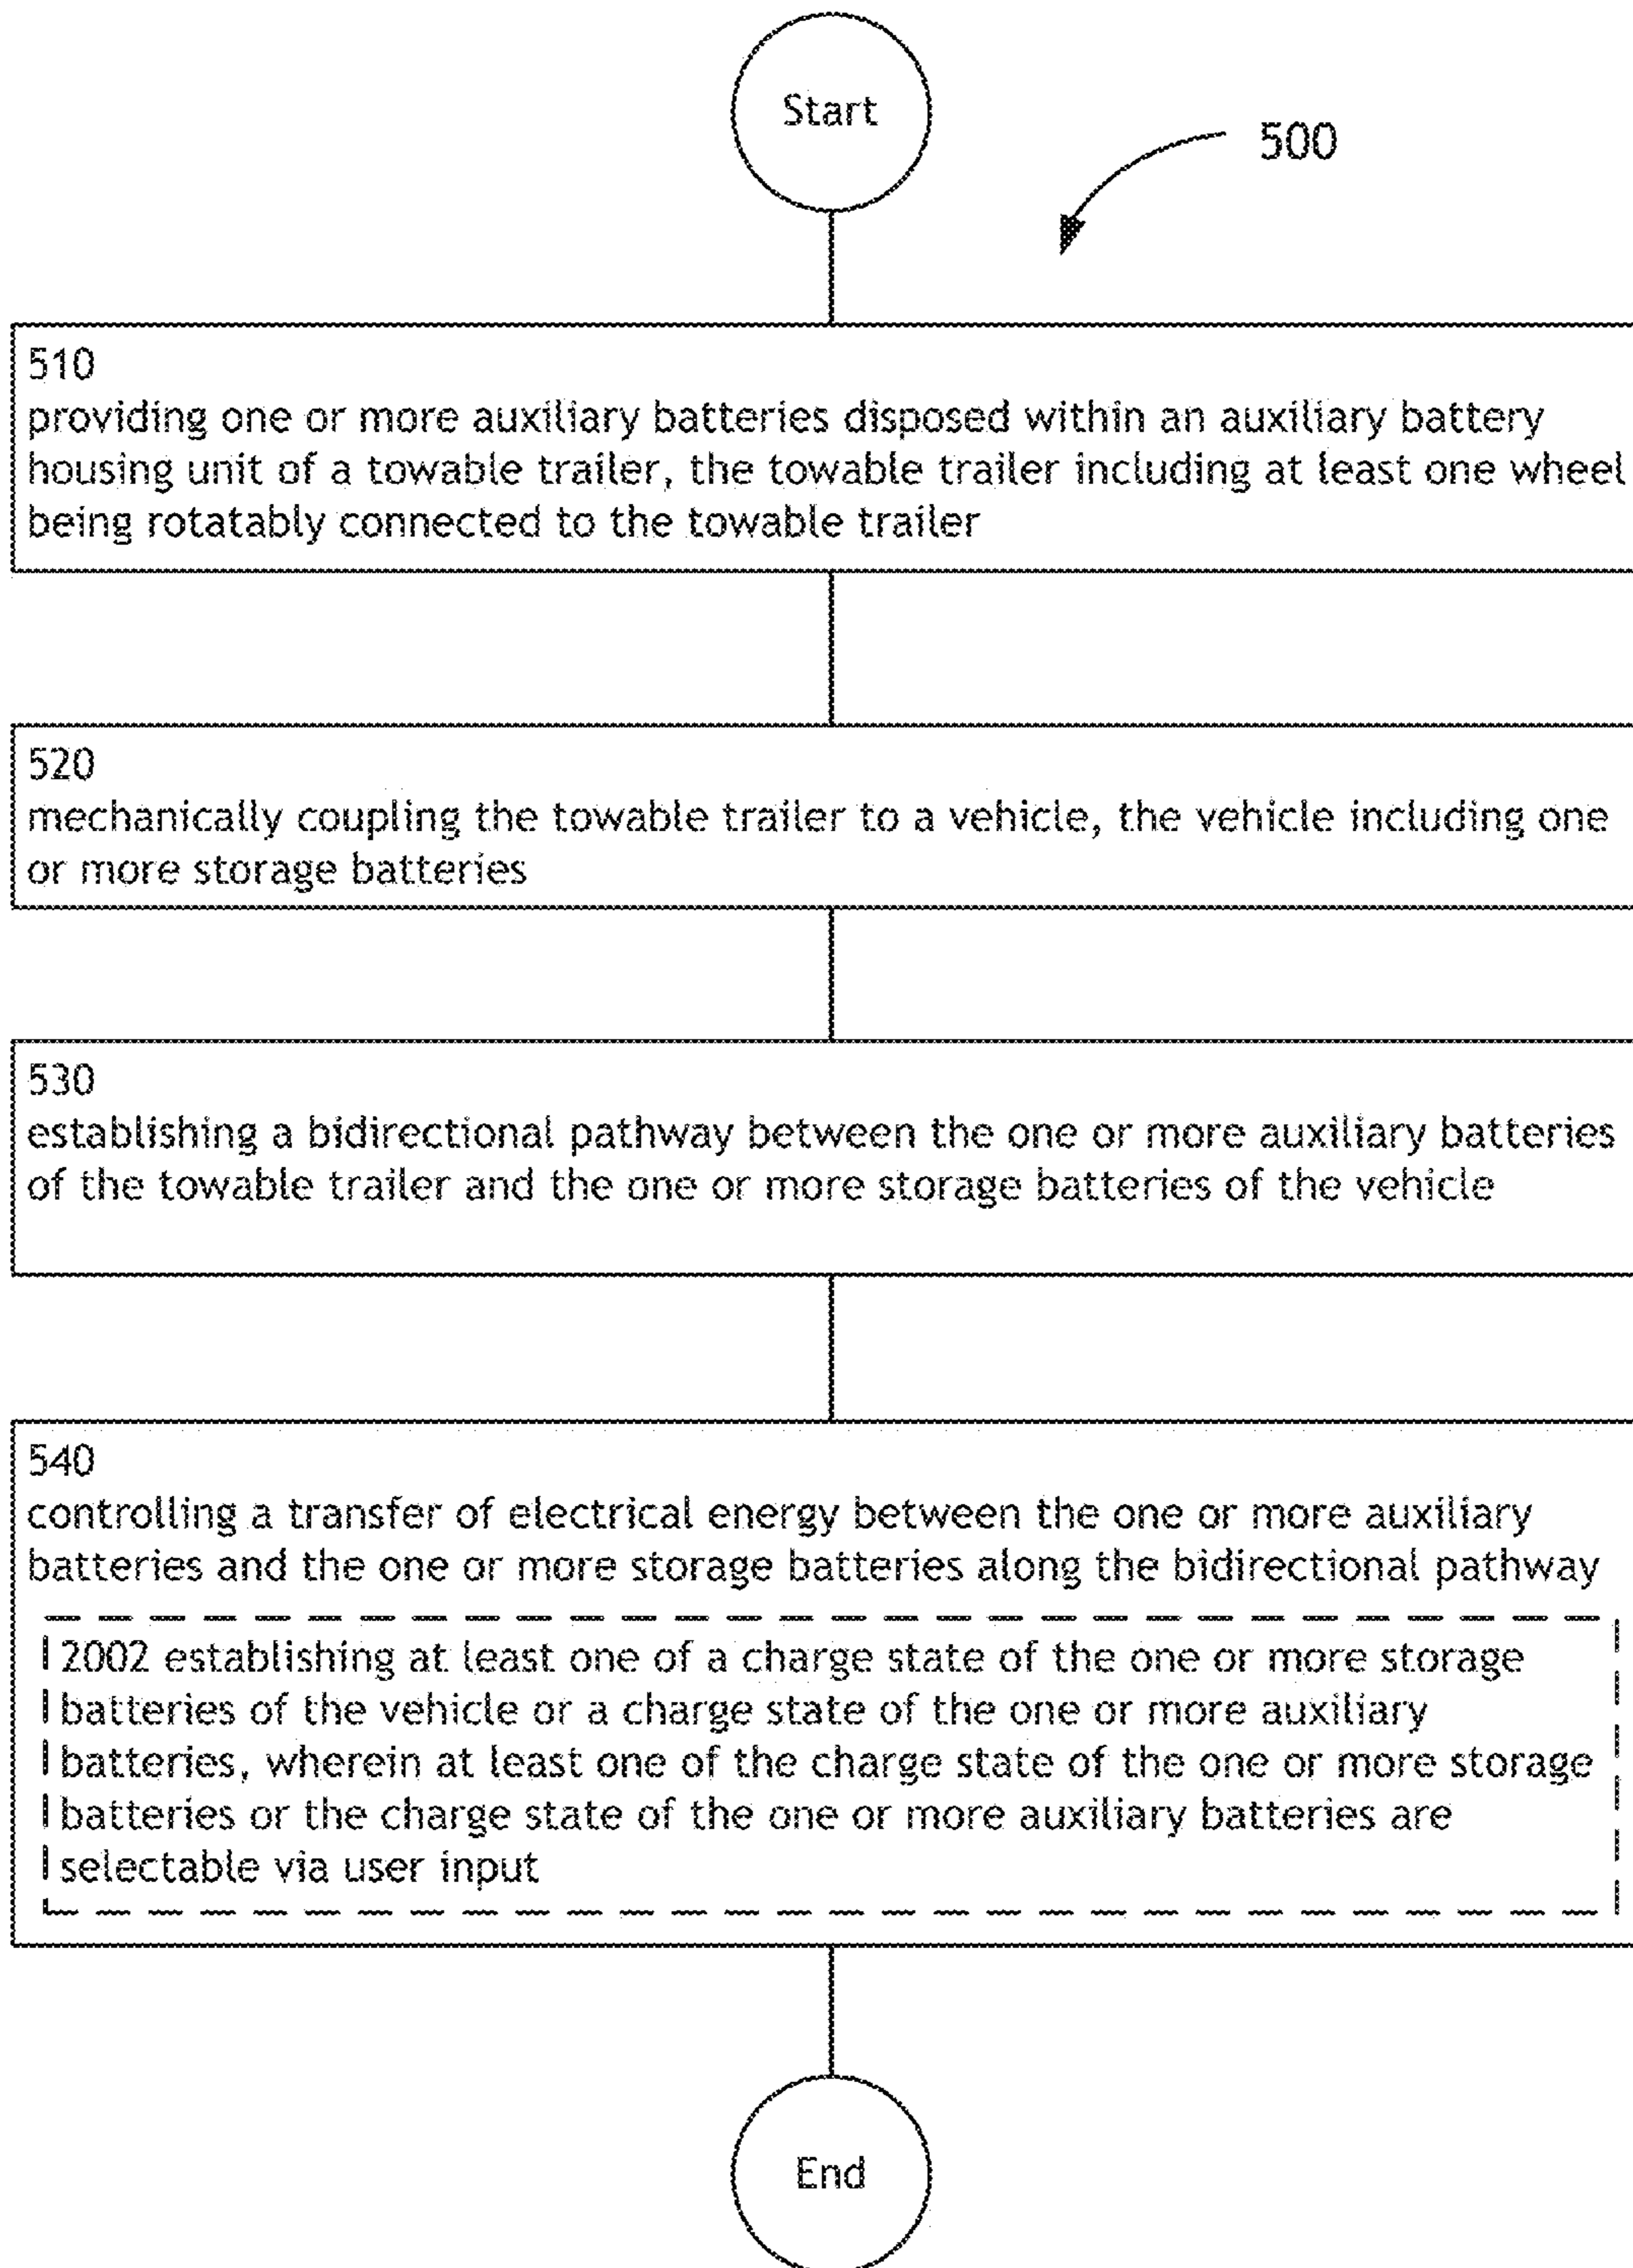 Start
500
510
providing one or more auxiliary batteries disposed within an auxiliary battery
housing unit of a towable trailer, the towable trailer including at least one wheel
being rotatably connected to the towable trailer
520
mechanically coupling the towable trailer to a vehicle, the vehicle including one
or more storage batteries
530
establishing a bidirectional pathway between the one or more auxiliary batteries
of the towable trailer and the one or more storage batteries of the vehicle
540
controlling a transfer of electrical energy between the one or more auxiliary
batteries and the one or more storage batteries along the bidirectional pathway
2002 establishing at least one of a charge state of the one or more storage
batteries of the vehicle or a charge state of the one or more auxiliary
batteries, wherein at least one of the charge state of the one or more storage
batteries or the charge state of the one or more auxiliary batteries are
selectable via user input
End